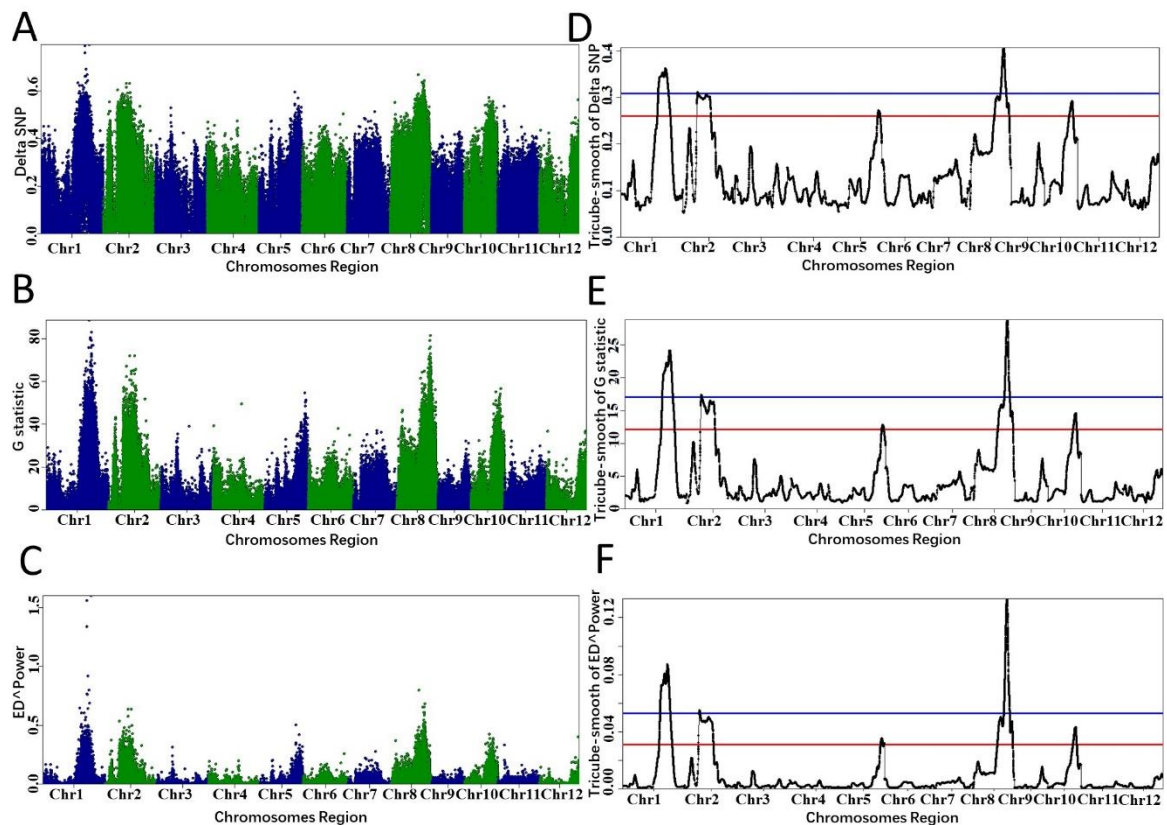 A
Delta SNP
0.0 0.2 0.4 0.6
Chr1 Chr2 Chr3 Chr4 Chr5 Chr6 Chr7 Chr8 Chr9 Chr10 Chr11 Chr12
Chromosomes Region
D
Tricube-smooth of Delta SNP
0.0 0.1 0.2 0.3 0.4
Chr1 Chr2 Chr3 Chr4 Chr5 Chr6 Chr7 Chr8 Chr9 Chr10 Chr11 Chr12
Chromosomes Region
B
G statistic
0 20 40 60 80
Chr1 Chr2 Chr3 Chr4 Chr5 Chr6 Chr7 Chr8 Chr9 Chr10 Chr11 Chr12
Chromosomes Region
E
Tricube-smooth of G statistic
0 5 10 15 20 25
Chr1 Chr2 Chr3 Chr4 Chr5 Chr6 Chr7 Chr8 Chr9 Chr10 Chr11 Chr12
Chromosomes Region
C
ED^Power
0.0 0.5 1.0 1.5
Chr1 Chr2 Chr3 Chr4 Chr5 Chr6 Chr7 Chr8 Chr9 Chr10 Chr11 Chr12
Chromosomes Region
F
Tricube-smooth of ED^Power
0.00 0.04 0.08 0.12
Chr1 Chr2 Chr3 Chr4 Chr5 Chr6 Chr7 Chr8 Chr9 Chr10 Chr11 Chr12
Chromosomes Region